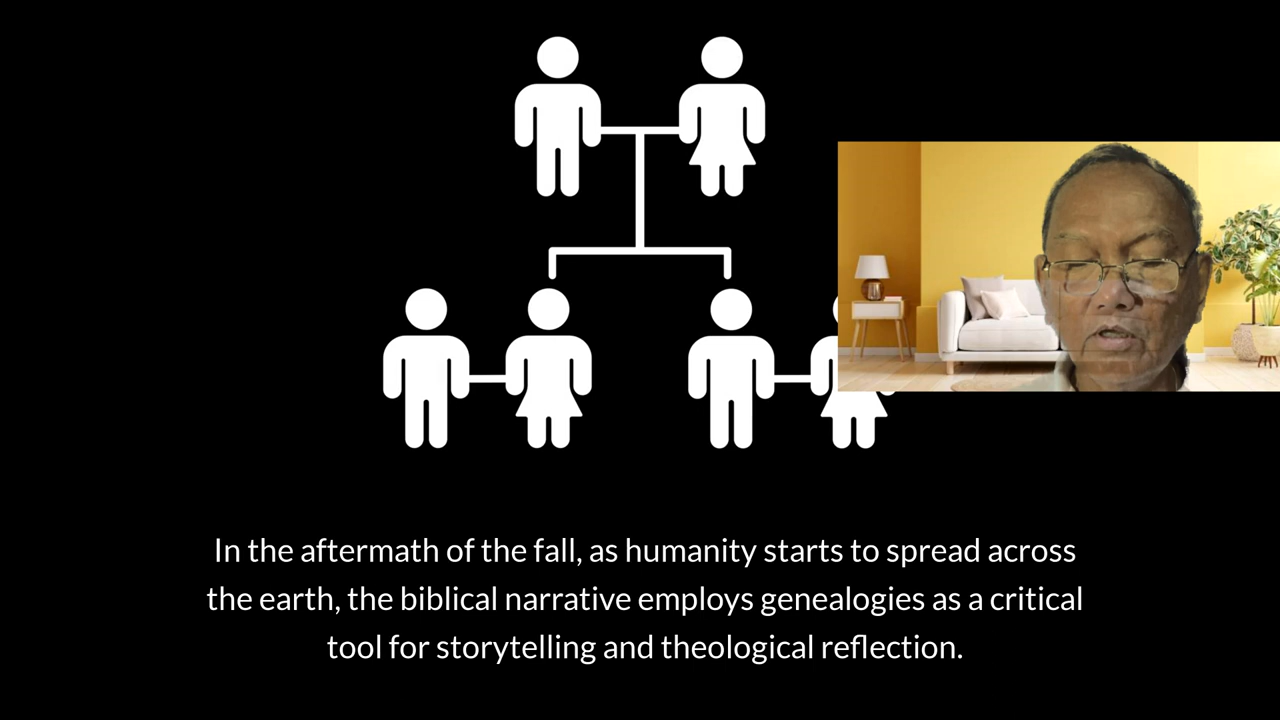 In the aftermath of the fall, as humanity starts to spread across
the earth, the biblical narrative employs genealogies as a critical
tool for storytelling and theological reflection.